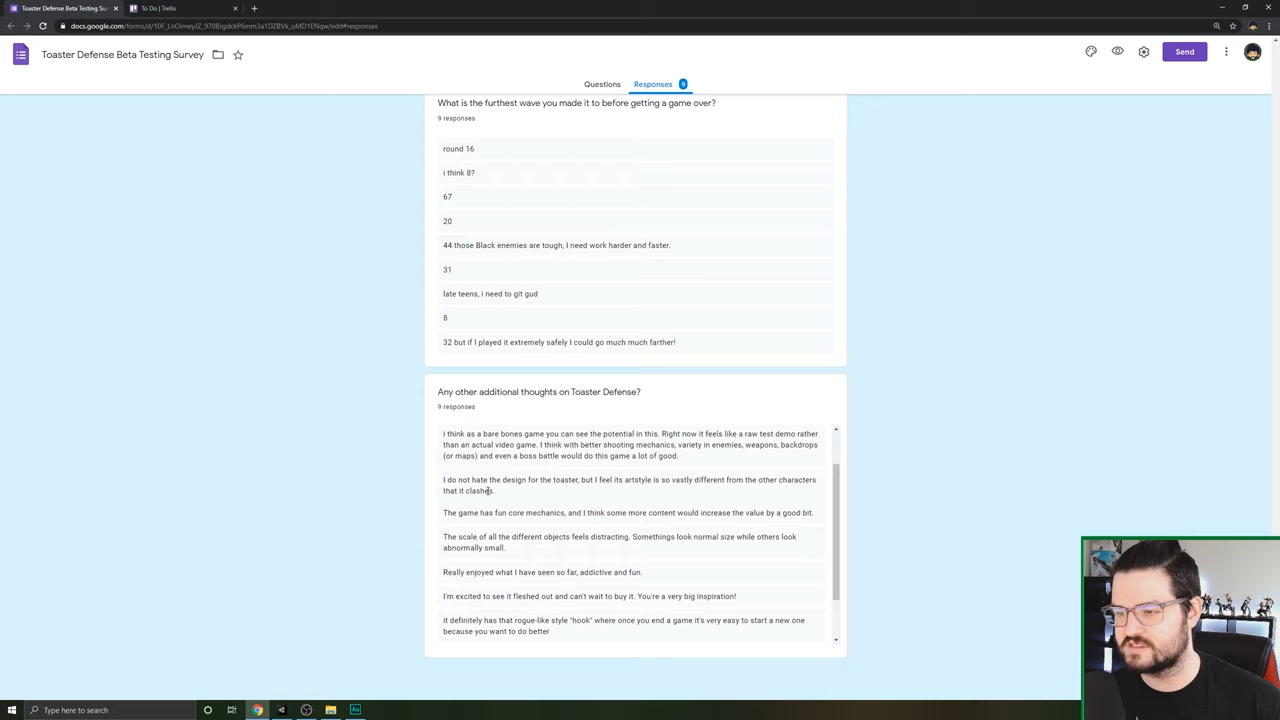 Toaster Defense Beta Testing Survey
To Do | Trello
Toaster Defense Beta Testing Survey
Send
Questions
Responses 9
What is the furthest wave you made it to before getting a game over?
9 responses
round 16
i think 8?
67
20
44 those Black enemies are tough, I need work harder and faster.
31
late teens, i need to git gud
8
32 but if I played it extremely safely I could go much much farther!
Any other additional thoughts on Toaster Defense?
9 responses
i think as a bare bones game you can see the potential in this. Right now it feels like a raw test demo rather
than an actual video game. I think with better shooting mechanics, variety in enemies, weapons, backdrops
(or maps) and even a boss battle would do this game a lot of good.
I do not hate the design for the toaster, but I feel its artstyle is so vastly different from the other characters
that it clashes.
The game has fun core mechanics, and I think some more content would increase the value by a good bit.
The scale of all the different objects feels distracting. Somethings look normal size while others look
abnormally small.
Really enjoyed what I have seen so far, addictive and fun.
I'm excited to see it fleshed out and can't wait to buy it. You're a very big inspiration!
it definitely has that rogue-like style "hook" where once you end a game it's very easy to start a new one
because you want to do better
Type here to search
Au